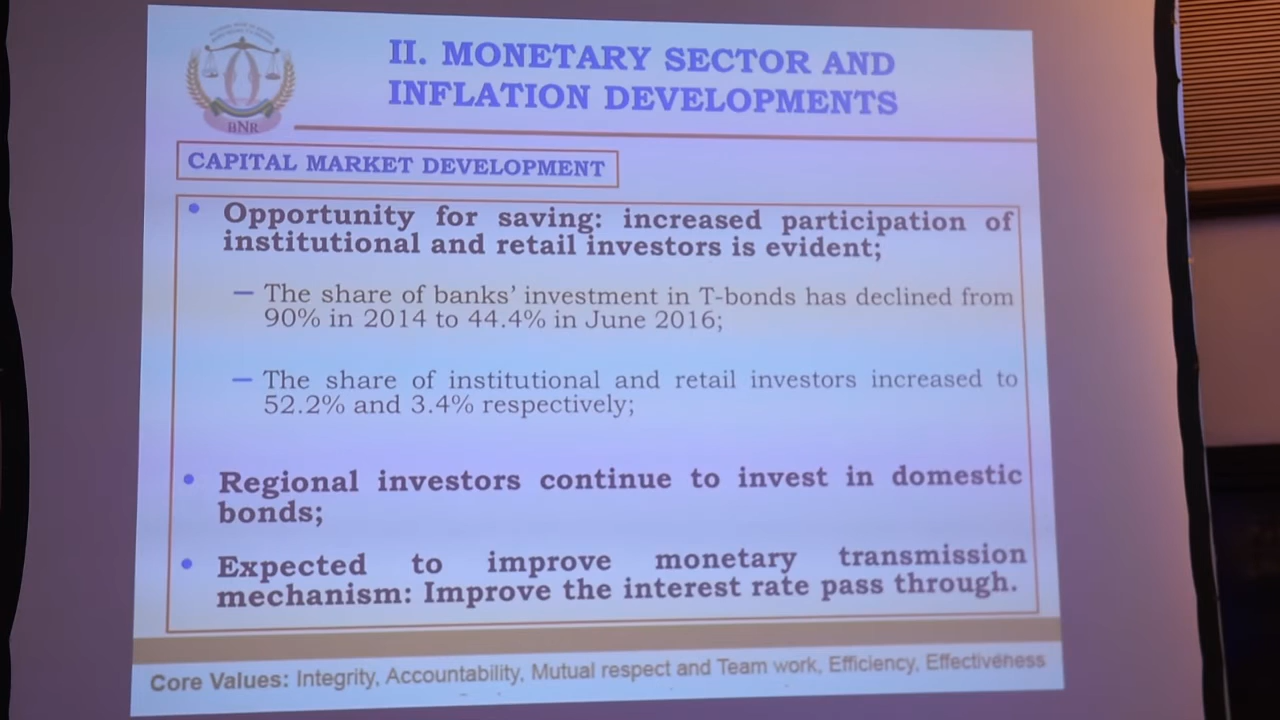 BNR
II. MONETARY SECTOR AND
INFLATION DEVELOPMENTS
CAPITAL MARKET DEVELOPMENT
• Opportunity for saving: increased participation of
institutional and retail investors is evident;
— The share of banks' investment in T-bonds has declined from
90% in 2014 to 44.4% in June 2016;
— The share of institutional and retail investors increased to
52.2% and 3.4% respectively;
• Regional investors continue to invest in domestic
bonds;
• Expected to improve monetary transmission
mechanism: Improve the interest rate pass through.
Core Values: Integrity, Accountability, Mutual respect and Team work, Efficiency, Effectiveness